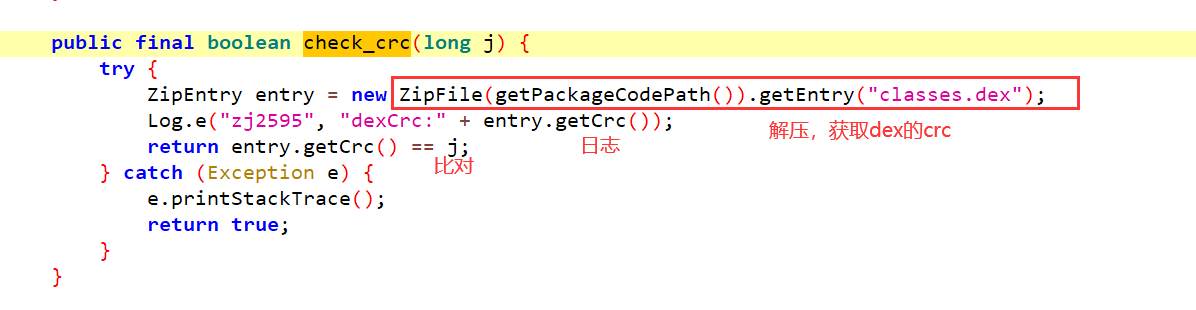 public final boolean check_crc(long j) {
try {
ZipEntry entry = new ZipFile(getPackageCodePath()).getEntry("classes.dex");
Log.e("zj2595", "dexCrc:" + entry.getCrc());
解压，获取dex的crc
日志
return entry.getCrc() == j;
比对
} catch (Exception e) {
e.printStackTrace();
return true;
}
}